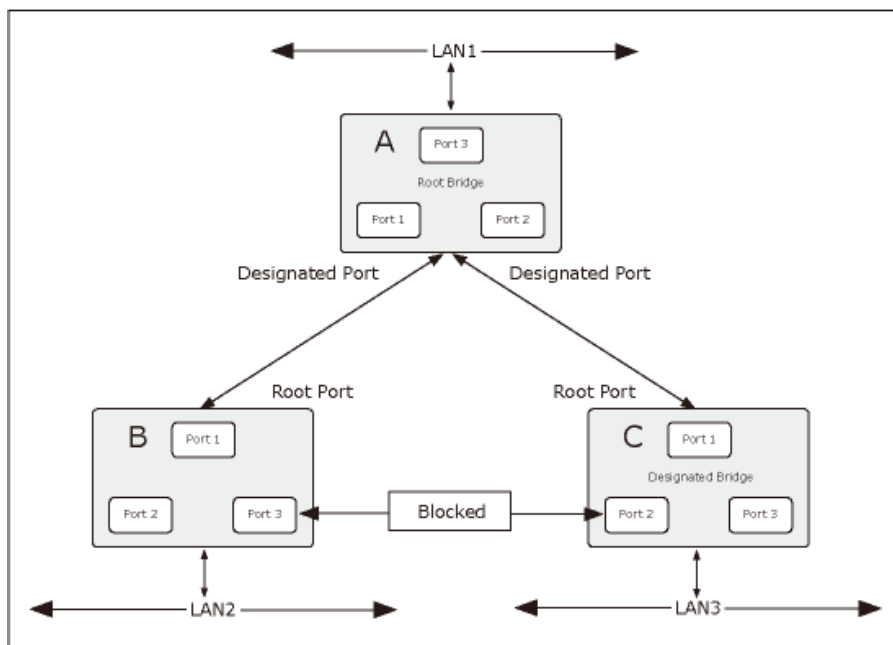 LAN1
A
Port 3
Root Bridge
Port 1
Port 2
Designated Port
Designated Port
Root Port
Root Port
B
Port 1
C
Port 1
Designated Bridge
Port 2
Port 3
Blocked
Port 2
Port 3
LAN2
LAN3